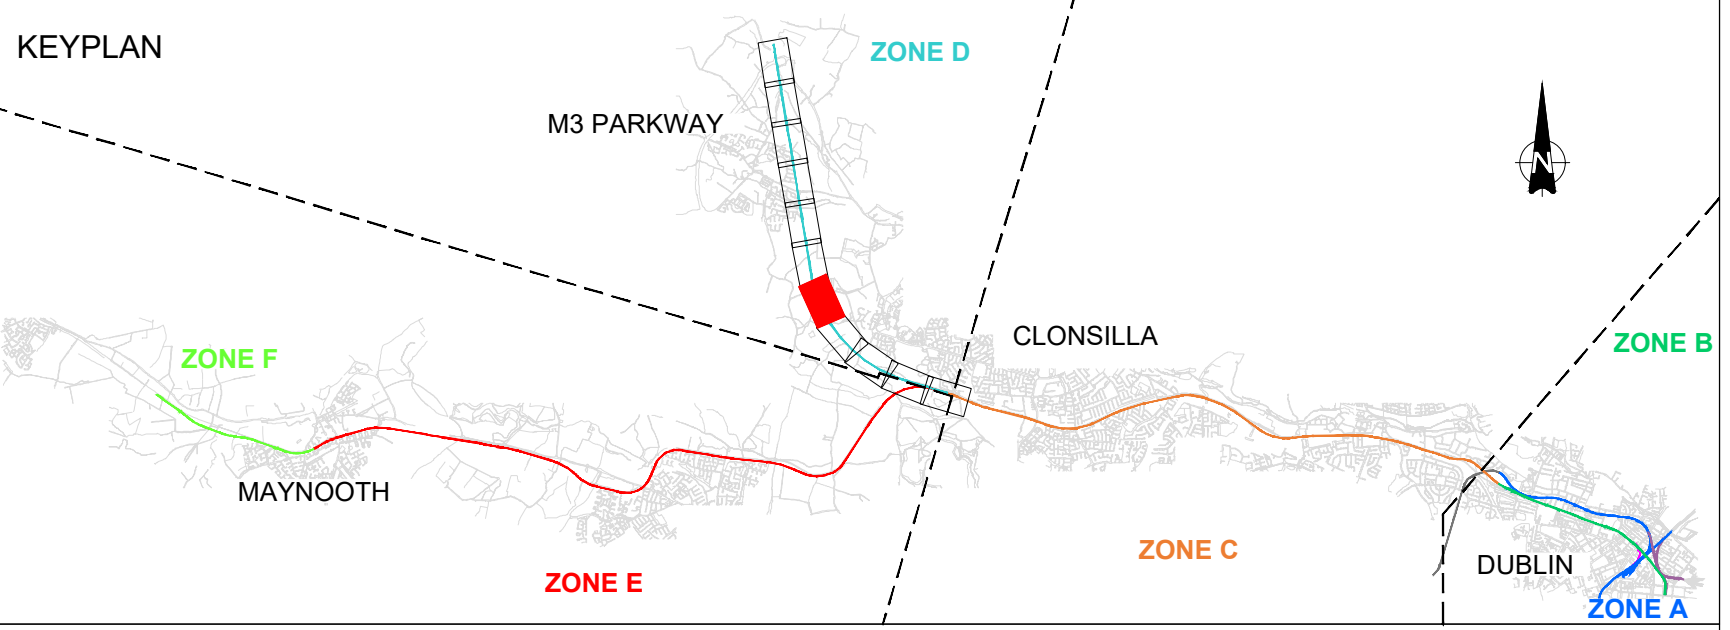 KEYPLAN
ZONE D
M3 PARKWAY
N
CLONSILLA
ZONE B
ZONE F
MAYNOOTH
ZONE C
DUBLIN
ZONE E
ZONE A